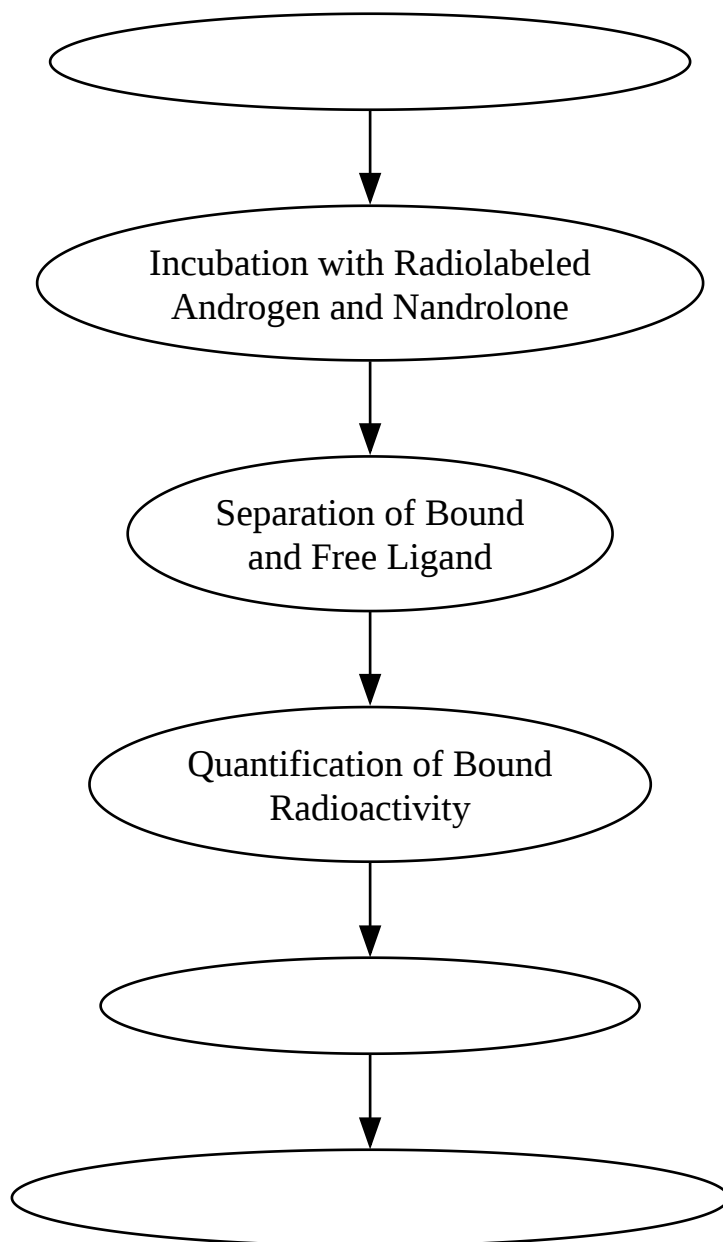 Incubation with Radiolabeled
Androgen and Nandrolone
Separation of Bound
and Free Ligand
Quantification of Bound
Radioactivity